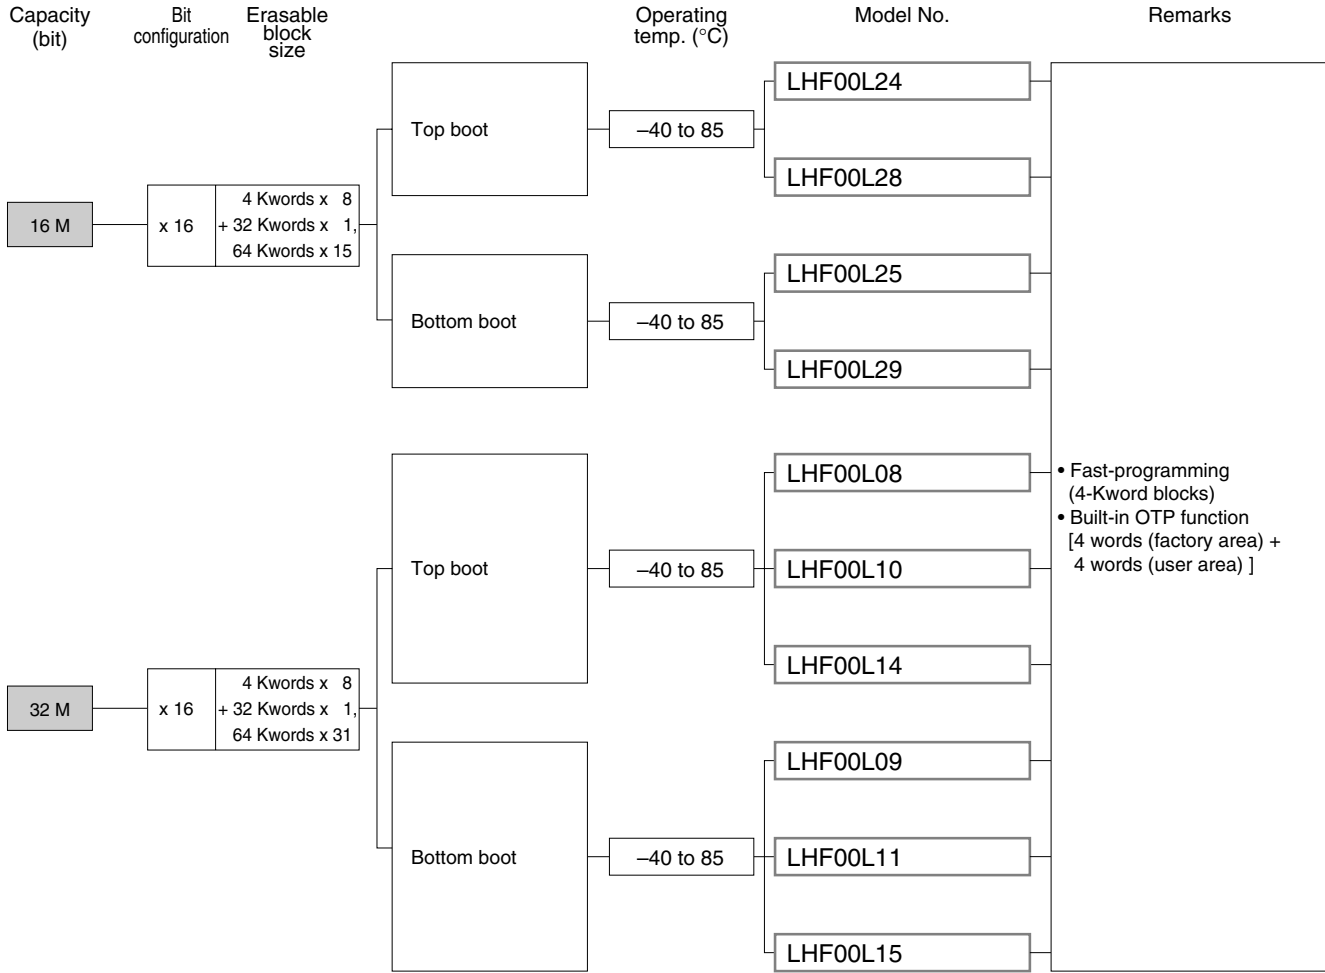 Capacity
(bit)
Bit
configuration
Erasable
block
size
Operating
temp. (°C)
Model No.
Remarks
16 M
x 16
4 Kwords x 8
+ 32 Kwords x 1,
64 Kwords x 15
Top boot
–40 to 85
LHF00L24
LHF00L28
Bottom boot
–40 to 85
LHF00L25
LHF00L29
32 M
x 16
4 Kwords x 8
+ 32 Kwords x 1,
64 Kwords x 31
Top boot
–40 to 85
LHF00L08
LHF00L10
LHF00L14
Bottom boot
–40 to 85
LHF00L09
LHF00L11
LHF00L15
• Fast-programming
(4-Kword blocks)
• Built-in OTP function
[4 words (factory area) +
4 words (user area) ]